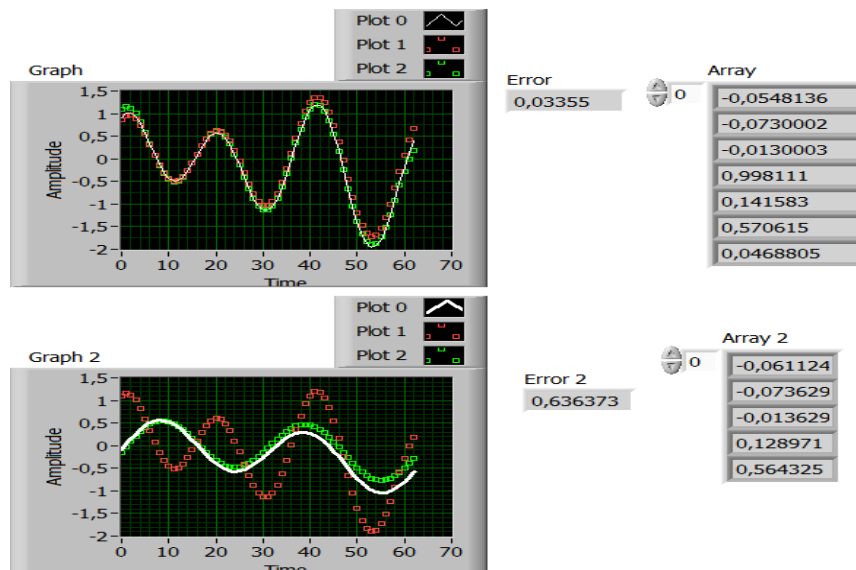 Plot 0
Plot 1
Plot 2
Graph
1,5
1
0,5
0
-0,5
-1
-1,5
-2
Amplitude
0 10 20 30 40 50 60 70
Time
Error
0,03355
0
Array
-0,0548136
-0,0730002
-0,0130003
0,998111
0,141583
0,570615
0,0468805
Plot 0
Plot 1
Plot 2
Graph 2
1,5
1
0,5
0
-0,5
-1
-1,5
-2
Amplitude
0 10 20 30 40 50 60 70
Time
Error 2
0,636373
0
Array 2
-0,061124
-0,073629
-0,013629
0,128971
0,564325